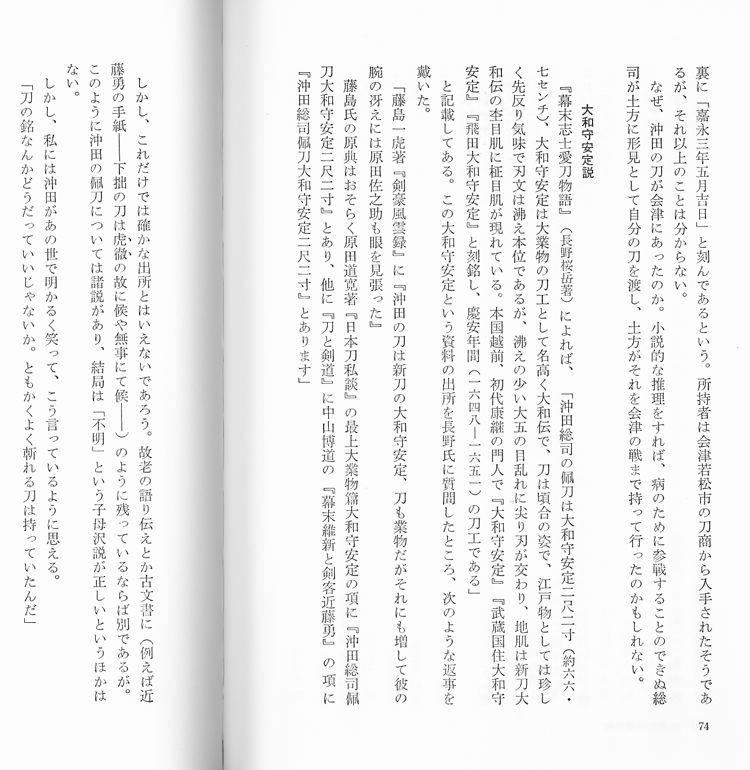 裏に「嘉永三年五月吉日」と刻んであるという。所持者は会津若松市の刀商から入手されたそうであ
るが、それ以上のことは分からない。
なぜ、沖田の刀が会津にあったのか。小説的な推理をすれば、病のために参戦することのできぬ総
司が土方に形見として自分の刀を渡し、土方がそれを会津の戦まで持って行ったのかもしれない。
大和守安定説
『幕末志士愛刀物語』（長野桜岳著）によれば、「沖田総司の佩刀は大和守安定二尺二寸（約六六・
七センチ）、大和守安定は大業物の刀工として名高く大和伝で、刀は頃合の姿で、江戸物としては珍し
く先反り気味で刃文は沸え本位であるが、沸えの少い大五の目乱れに尖り刃が交わり、地肌は新刀大
和伝の杢目肌に柾目肌が現れている。本国越前、初代康継の門人で『大和守安定』『武蔵国住大和守
安定』『飛田大和守安定』と刻銘し、慶安年間（一六四八―一六五一）の刀工である」
と記載してある。この大和守安定という資料の出所を長野氏に質問したところ、次のような返事を
戴いた。
「藤島一虎著『剣豪風雲録』に『沖田の刀は新刀の大和守安定、刀も業物だがそれにも増して彼の
腕の冴えには原田佐之助も眼を見張った』
藤島氏の原典はおそらく原田道寛著『日本刀私談』の最上大業物篇大和守安定の項に『沖田総司佩
刀大和守安定二尺二寸』とあり、他に『刀と剣道』に中山博道の『幕末維新と剣客近藤勇』の項に
『沖田総司佩刀大和守安定二尺二寸』とあります」
しかし、これだけでは確かな出所とはいえないであろう。故老の語り伝えとか古文書に（例えば近
藤勇の手紙――下拙の刀は虎徹の故に候や無事にて候――）のように残っているならば別であるが。
このように沖田の佩刀については諸説があり、結局は「不明」という子母沢説が正しいというほかは
ない。
しかし、私には沖田があの世で明かるく笑って、こう言っているように思える。
「刀の銘なんかどうだっていいじゃないか。ともかくよく斬れる刀は持っていたんだ」
74